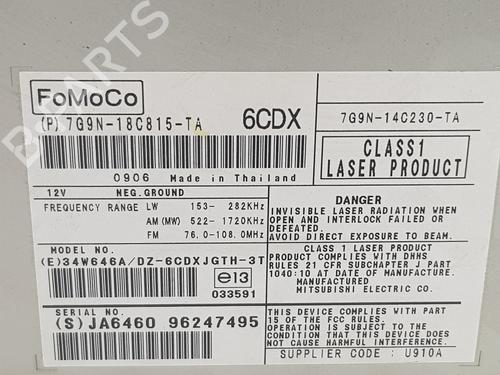 FoMoCo
(P) 7G9N-18C815-TA
6CDX
0906 Made in Thailand
7G9N-14C230-TA
CLASS1
LASER PRODUCT
12V NEG.GROUND
FREQUENCY RANGE LW 153- 282KHz
AM (MW) 522- 1720KHz
FM 76.0-108.0MHz
MODEL NO.
(E)34W646A/DZ-6CDXJGTH-3T
e13
033591
(S)JA6460 96247495
DANGER
INVISIBLE LASER RADIATION WHEN
OPEN AND INTERLOCK FAILED OR
DEFEATED.
AVOID DIRECT EXPOSURE TO BEAM.
CLASS 1 LASER PRODUCT
PRODUCT COMPLIES WITH DHHS
RULES 21 CFR SUBCHAPTER J PART
1040:10 AT DATE OF MANUFACTURE.
MANUFACTURED
MITSUBISHI ELECTRIC CO.
THIS DEVICE COMPLIES WITH PART
15 OF THE FCC RULES.
OPERATION IS SUBJECT TO THE
CONDITION THAT THIS DEVICE DOES
NOT CAUSE HARMFUL INTERFERENCE.
SUPPLIER CODE : U910A
B-PARTS